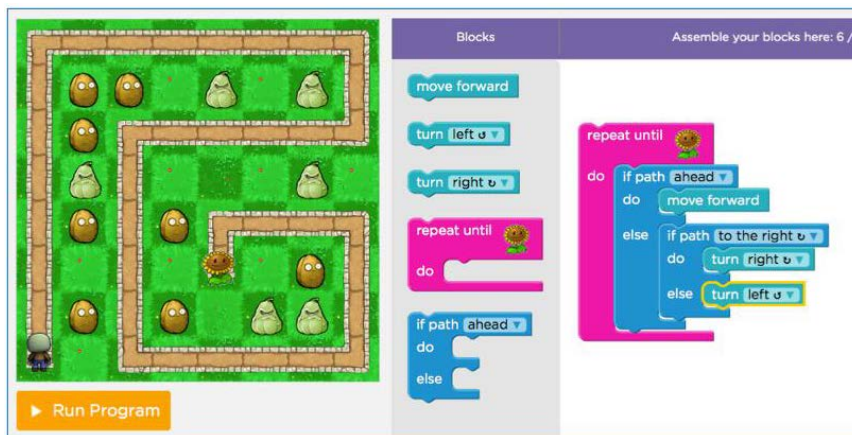 Blocks
Assemble your blocks here: 6 /
move forward
turn left ↺ ▼
turn right ↻ ▼
repeat until
do
if path ahead ▼
do
else
Run Program
repeat until
do
if path ahead ▼
do
move forward
else
if path to the right ↻ ▼
do
turn right ↻ ▼
else
turn left ↺ ▼